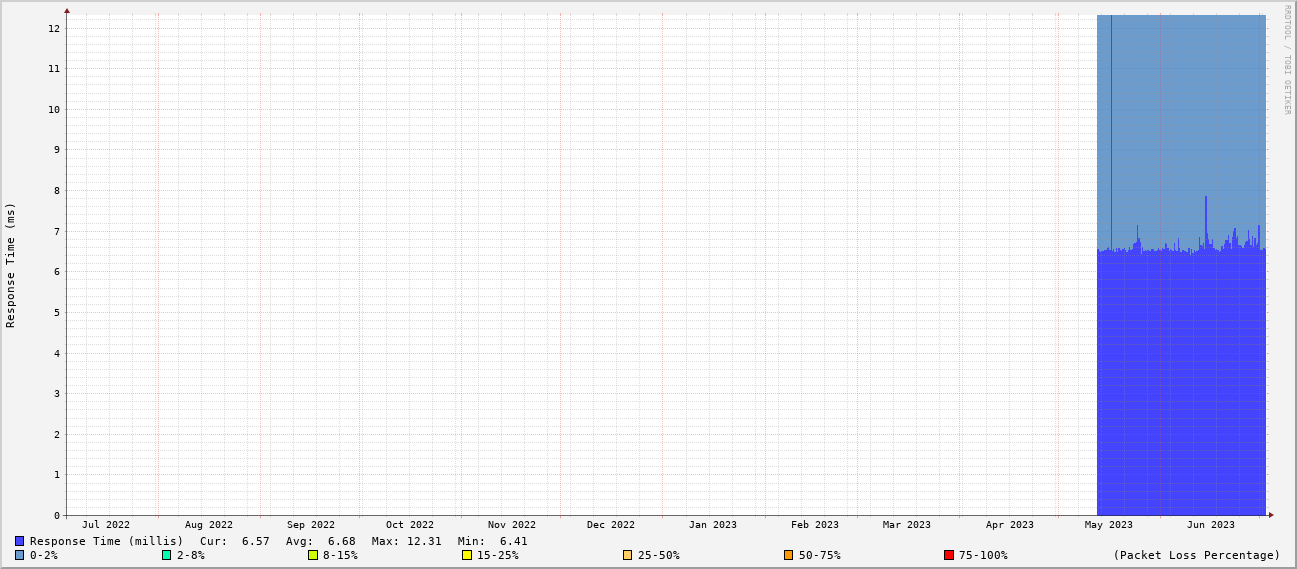 RRDTOOL / TOBI OETIKER
Response Time (ms)
12
11
10
9
8
7
6
5
4
3
2
1
0
Jul 2022 Aug 2022 Sep 2022 Oct 2022 Nov 2022 Dec 2022 Jan 2023 Feb 2023 Mar 2023 Apr 2023 May 2023 Jun 2023
Response Time (millis) Cur: 6.57 Avg: 6.68 Max: 12.31 Min: 6.41
0-2% 2-8% 8-15% 15-25% 25-50% 50-75% 75-100% (Packet Loss Percentage)